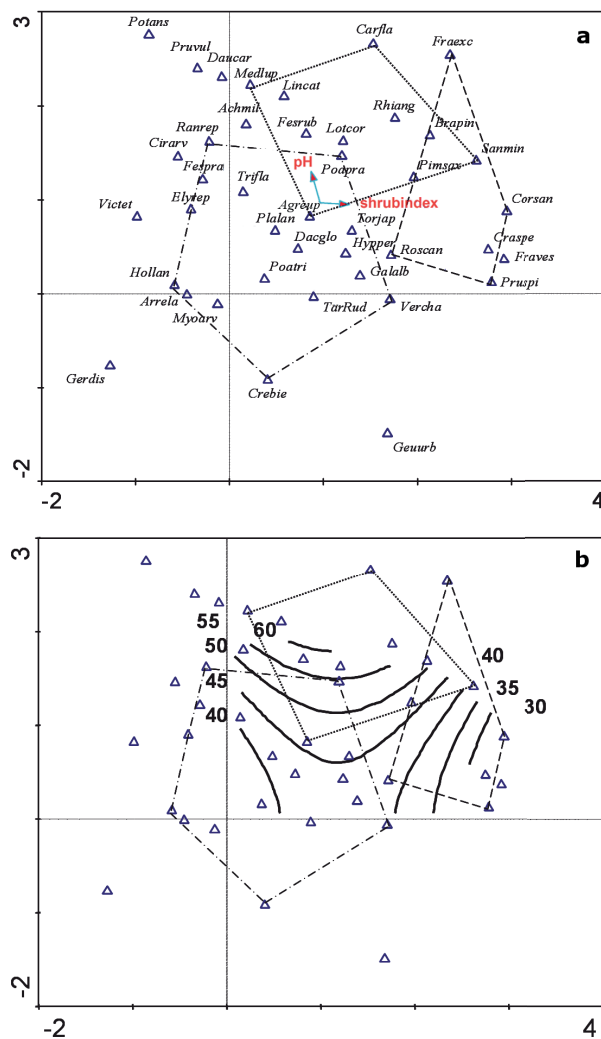 3
a
Potans
Carfla
Fraexc
Pruvul
Daucar
Medlup
Lincat
Achmil
Rhiang
Fesrub
Lotcor
Brapin
Ranrep
Cirarv
Sanmin
pH
Podpra
Fespra
Pimsax
Trifla
Elyrep
Agreup
shrubindex
Corsan
Victet
Plalan
Torjap
Dacglo
Hypper
Roscan
Craspe
Fraves
Poatri
Galalb
Hollan
Pruspi
Arrela
Myoarv
TarRud
Vercha
Gerdis
Crebie
Geuurb
-2
-2
4
3
b
55
60
50
40
45
35
40
30
-2
-2
4